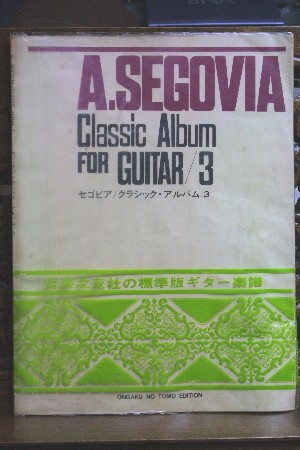 A.SEGOVIA
Classic Album
FOR GUITAR/3
セゴビア/クラシック・アルバム 3
音楽之友社の標準版ギター楽譜
ONGAKU NO TOMO EDITION